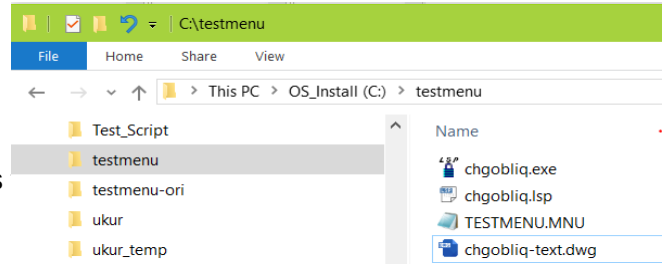 C:\testmenu
File Home Share View
This PC > OS_Install (C:) > testmenu
Test_Script
testmenu
testmenu-ori
ukur
ukur_temp
Name
chgobliq.exe
chgobliq.lsp
TESTMENU.MNU
chgobliq-text.dwg
s